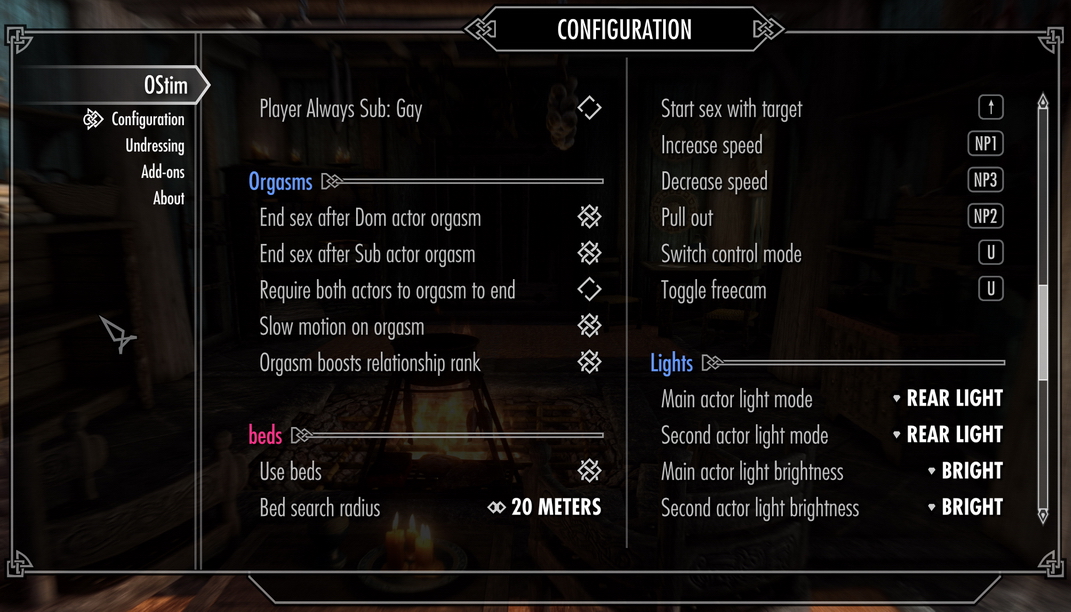 CONFIGURATION
OStim
Configuration
Undressing
Add-ons
About
Player Always Sub: Gay
Orgasms
End sex after Dom actor orgasm
End sex after Sub actor orgasm
Require both actors to orgasm to end
Slow motion on orgasm
Orgasm boosts relationship rank
beds
Use beds
Bed search radius 20 METERS
Start sex with target ↑
Increase speed NP1
Decrease speed NP3
Pull out NP2
Switch control mode U
Toggle freecam U
Lights
Main actor light mode REAR LIGHT
Second actor light mode REAR LIGHT
Main actor light brightness BRIGHT
Second actor light brightness BRIGHT